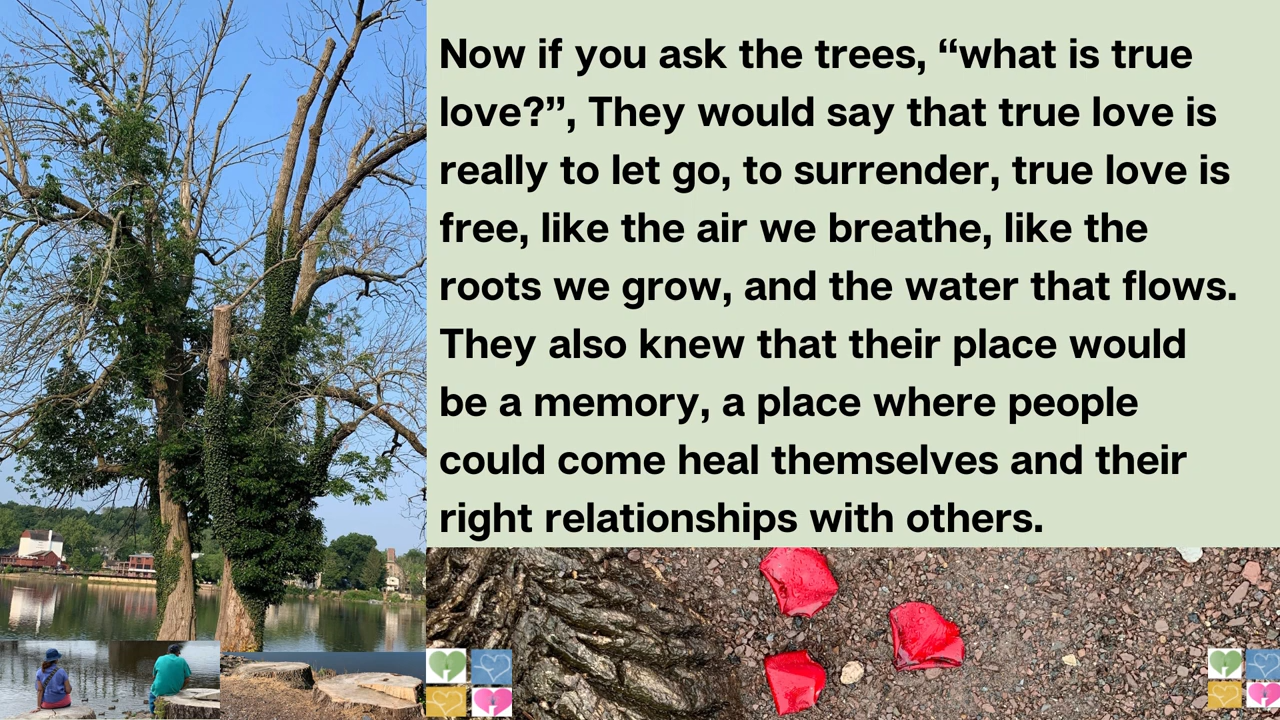 Now if you ask the trees, “what is true
love?”, They would say that true love is
really to let go, to surrender, true love is
free, like the air we breathe, like the
roots we grow, and the water that flows.
They also knew that their place would
be a memory, a place where people
could come heal themselves and their
right relationships with others.